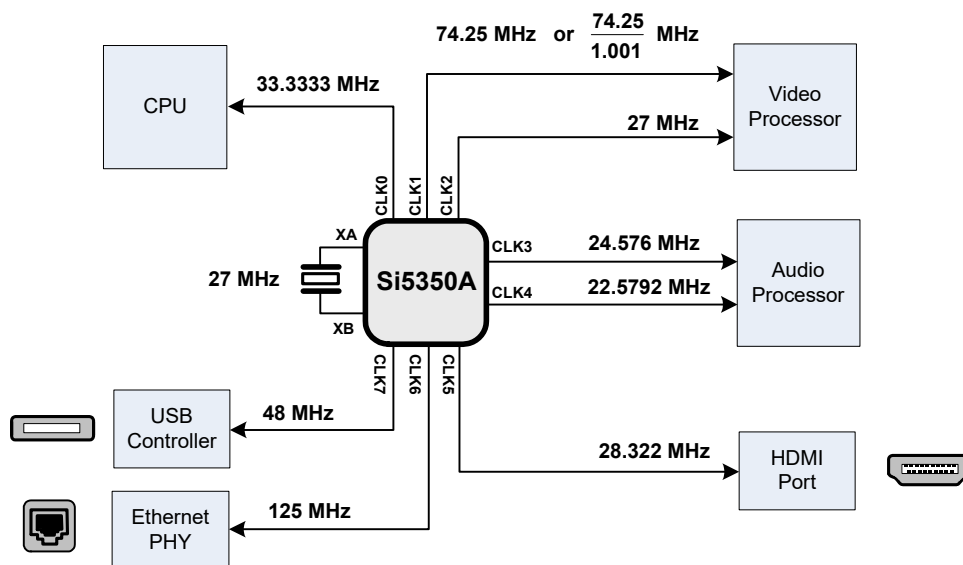 74.25 MHz or 74.25 MHz
1.001
33.3333 MHz
CPU
Video
Processor
27 MHz
CLK0
CLK1
CLK2
XA
CLK3
24.576 MHz
27 MHz
Si5350A
Audio
Processor
CLK4
22.5792 MHz
XB
CLK7
CLK6
CLK5
USB
Controller
48 MHz
28.322 MHz
HDMI
Port
Ethernet
PHY
125 MHz